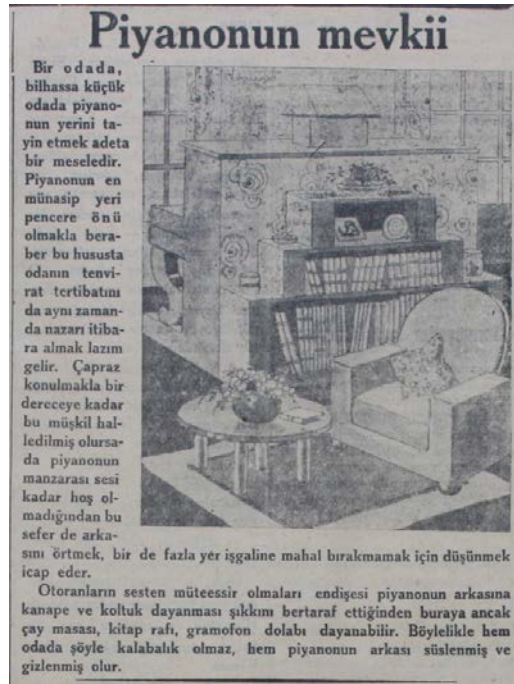 Piyanonun mevkii
Bir odada,
bilhassa küçük
odada piyano-
nun yerini ta-
yin etmek adeta
bir meseledir.
Piyanonun en
münasip yeri
pencere önü
olmakla bera-
ber bu hususta
odanın tenvi-
rat tertibatını
da aynı zaman-
da nazarı itiba-
ra almak lazım
gelir. Çapraz
konulmakla bir
dereceye kadar
bu müşkil hal-
ledilmiş olursa-
da piyanonun
manzarası sesi
kadar hoş ol-
madığından bu
sefer de arka-
sını örtmek, bir de fazla yer işgaline mahal bırakmamak için düşünmek
icap eder.
Otoranların sesten müteessir olmaları endişesi piyanonun arkasına
kanape ve koltuk dayanması şıkkım bertaraf ettiğinden buraya ancak
çay masası, kitap rafı, gramofon dolabı dayanabilir. Böylelikle hem
odada şöyle kalabalık olmaz, hem piyanonun arkası süslenmiş ve
gizlenmiş olur.